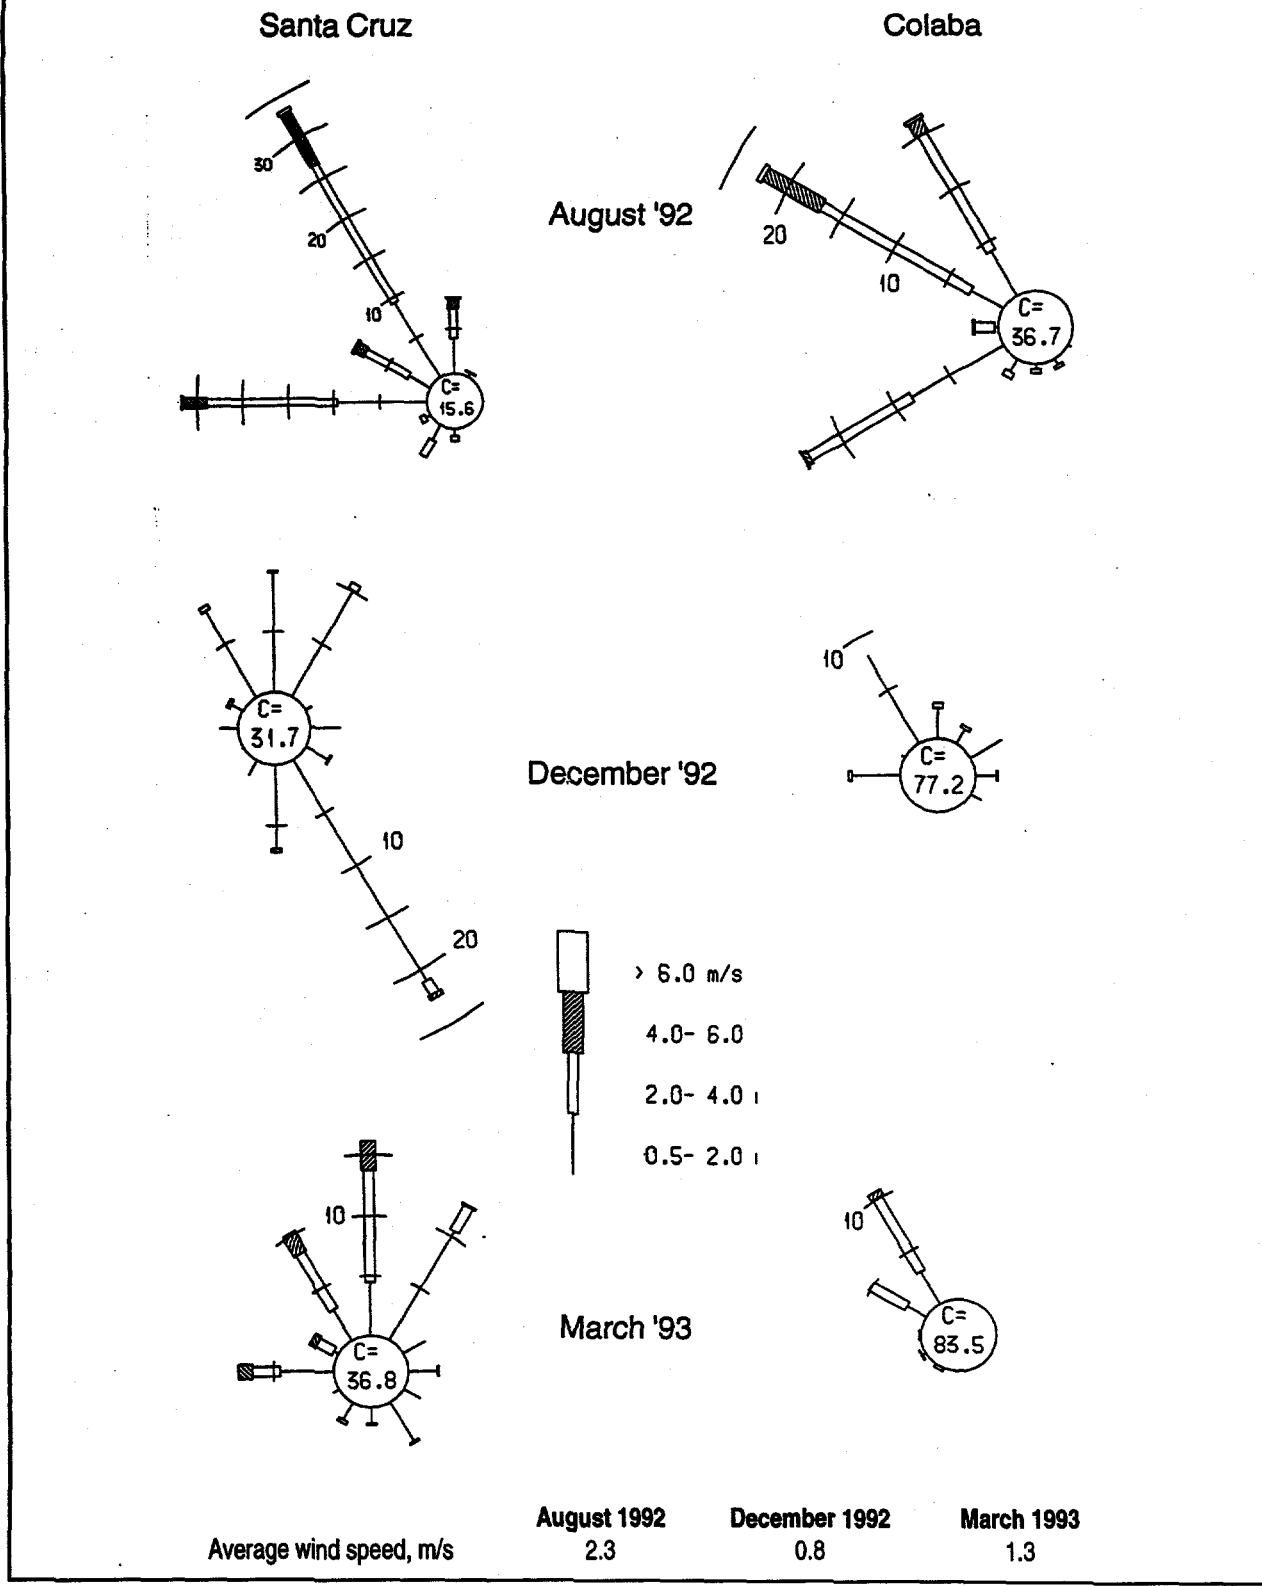 Santa Cruz
Colaba
30
20
10
C=
15.6
August '92
20
10
C=
36.7
C=
31.7
10
20
December '92
10
C=
77.2
> 6.0 m/s
4.0- 6.0
2.0- 4.0
0.5- 2.0
10
C=
36.8
March '93
10
C=
83.5
August 1992 December 1992 March 1993
Average wind speed, m/s 2.3 0.8 1.3